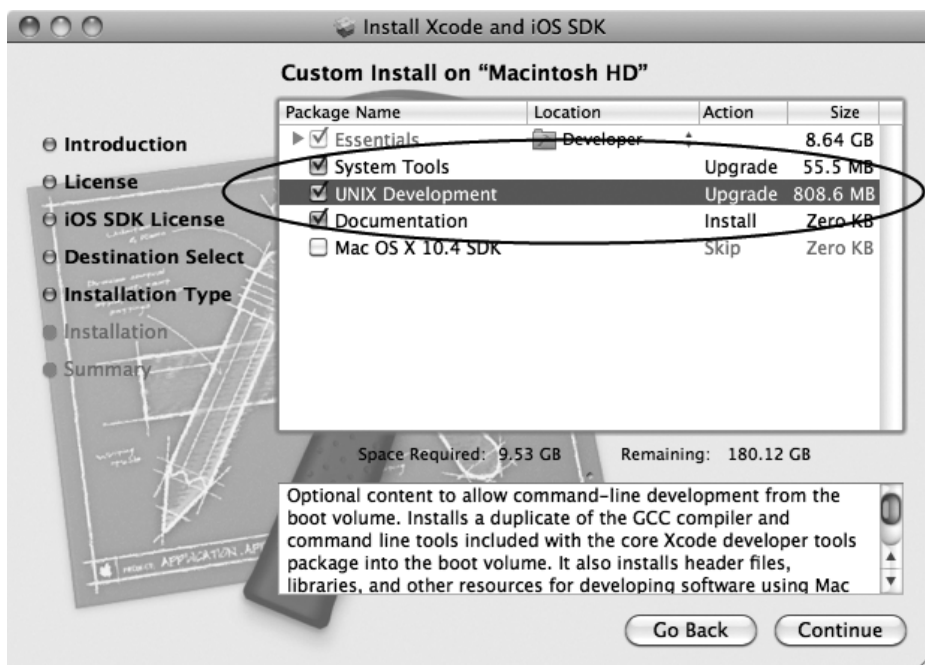 Install Xcode and iOS SDK
Custom Install on “Macintosh HD”
Introduction
License
iOS SDK License
Destination Select
Installation Type
Installation
Summary
Package Name Location Action Size
Essentials Developer 8.64 GB
System Tools Upgrade 55.5 MB
UNIX Development Upgrade 808.6 MB
Documentation Install Zero KB
Mac OS X 10.4 SDK Skip Zero KB
Space Required: 9.53 GB Remaining: 180.12 GB
Optional content to allow command-line development from the
boot volume. Installs a duplicate of the GCC compiler and
command line tools included with the core Xcode developer tools
package into the boot volume. It also installs header files,
libraries, and other resources for developing software using Mac
PROJECT: APPLICATION.APP
Go Back Continue